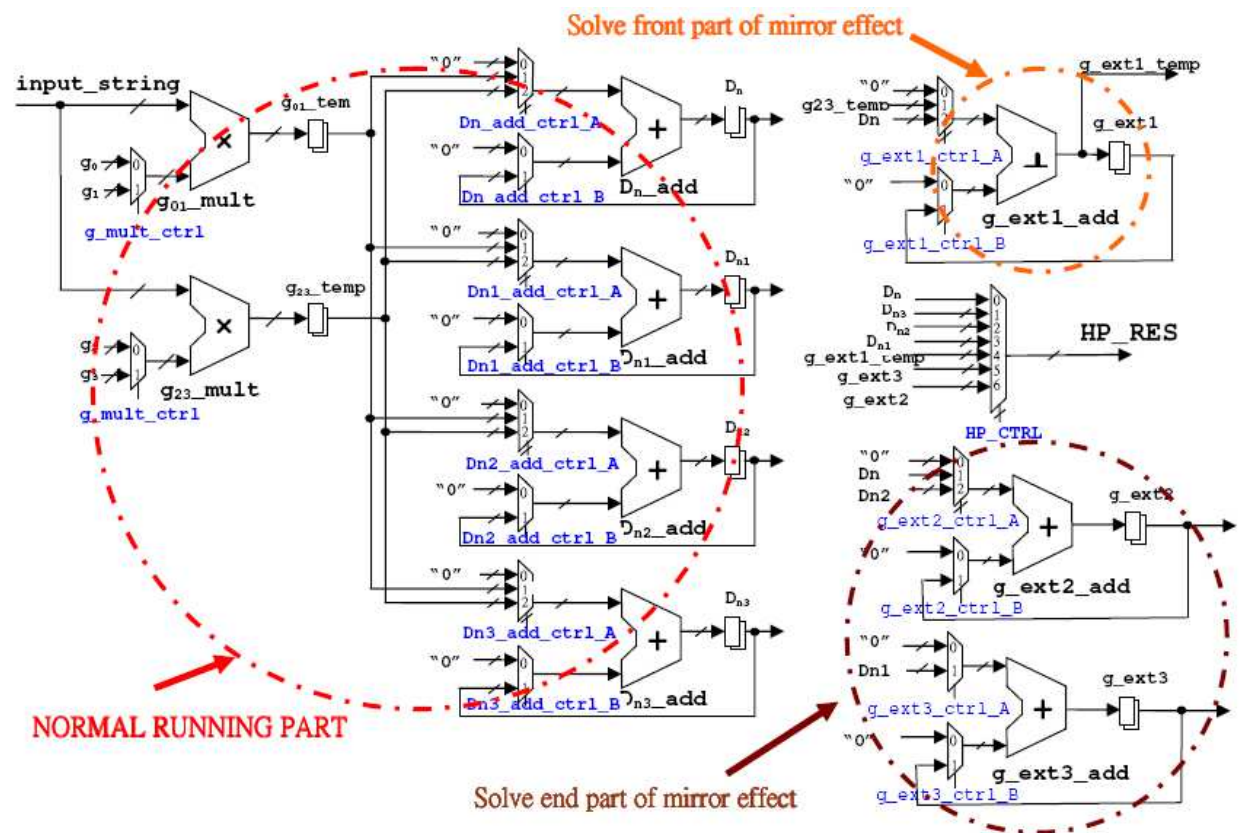 Solve front part of mirror effect
input_string
g₀
g₁
0
1
×
g₀₁_mult
g_mult_ctrl
g₀₁_tem
×
g₃
0
1
g₂₃_mult
g_mult_ctrl
g₂₃_temp
"0"
0
1
2
Dn_add_ctrl_A
"0"
0
1
Dn_add_ctrl_B
+
Dₙ_add
Dₙ
"0"
0
1
2
Dn1_add_ctrl_A
"0"
0
1
Dn1_add_ctrl_B
+
Dₙ₁_add
Dₙ₁
"0"
0
1
2
Dn2_add_ctrl_A
"0"
0
1
Dn2_add_ctrl_B
+
Dₙ₂_add
"0"
0
1
2
Dn3_add_ctrl_A
"0"
0
1
Dn3_add_ctrl_B
+
Dₙ₃_add
Dₙ₃
g_ext1_temp
"0"
g23_temp
Dn
0
1
g_ext1_ctrl_A
"0"
0
g_ext1_ctrl_B
g_ext1_add
g_ext1
Dₙ
Dₙ₃
Dₙ₂
Dₙ₁
g_ext1_temp
g_ext3
g_ext2
0
1
2
3
4
5
6
HP_RES
HP_CTRL
"0"
Dn
Dn2
0
1
2
g_ext2_ctrl_A
"0"
0
1
g_ext2_ctrl_B
+
g_ext2_add
g_ext2
"0"
Dn1
0
1
g_ext3_ctrl_A
"0"
0
1
g_ext3_ctrl_B
+
g_ext3_add
g_ext3
NORMAL RUNNING PART
Solve end part of mirror effect